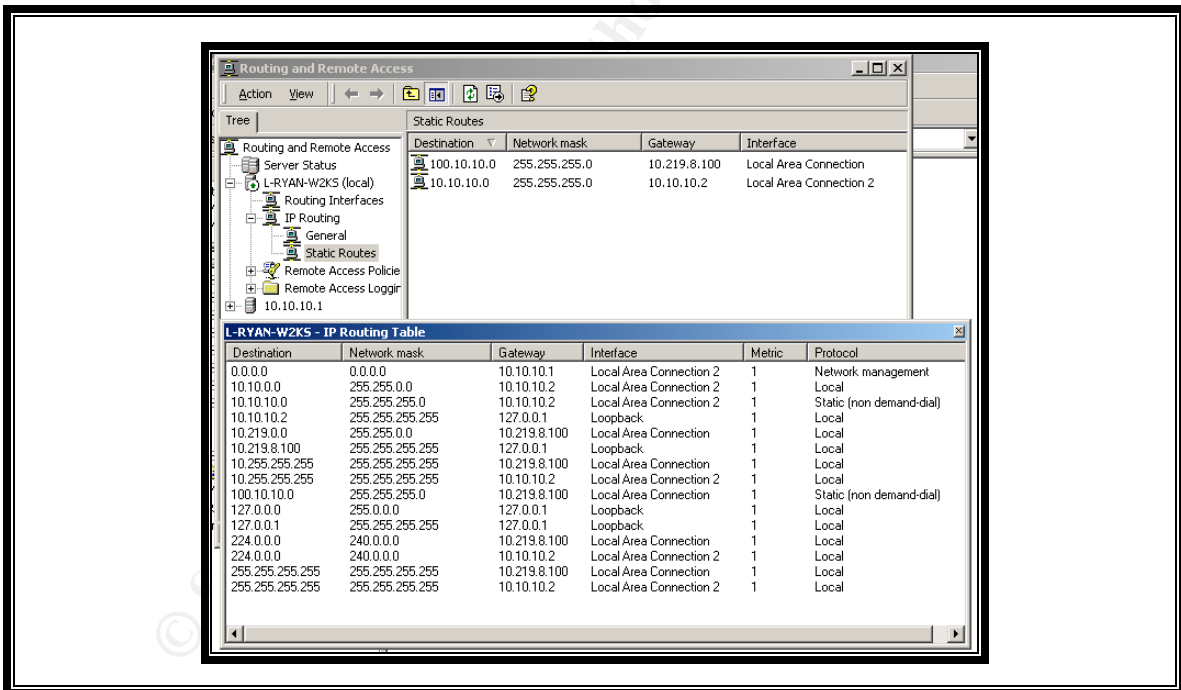 Routing and Remote Access
Action View
Tree
Static Routes
Routing and Remote Access
Server Status
L-RYAN-W2KS (local)
Routing Interfaces
IP Routing
General
Static Routes
Remote Access Policie
Remote Access Loggir
10.10.10.1
Destination Network mask Gateway Interface
100.10.10.0 255.255.255.0 10.219.8.100 Local Area Connection
10.10.10.0 255.255.255.0 10.10.10.2 Local Area Connection 2
L-RYAN-W2KS - IP Routing Table
Destination Network mask Gateway Interface Metric Protocol
0.0.0.0 0.0.0.0 10.10.10.1 Local Area Connection 2 1 Network management
10.10.0.0 255.255.0.0 10.10.10.2 Local Area Connection 2 1 Local
10.10.10.0 255.255.255.0 10.10.10.2 Local Area Connection 2 1 Static (non demand-dial)
10.10.10.2 255.255.255.255 127.0.0.1 Loopback 1 Local
10.219.0.0 255.255.0.0 10.219.8.100 Local Area Connection 1 Local
10.219.8.100 255.255.255.255 127.0.0.1 Loopback 1 Local
10.255.255.255 255.255.255.255 10.219.8.100 Local Area Connection 1 Local
10.255.255.255 255.255.255.255 10.10.10.2 Local Area Connection 2 1 Local
100.10.10.0 255.255.255.0 10.219.8.100 Local Area Connection 1 Static (non demand-dial)
127.0.0.0 255.0.0.0 127.0.0.1 Loopback 1 Local
127.0.0.1 255.255.255.255 127.0.0.1 Loopback 1 Local
224.0.0.0 240.0.0.0 10.219.8.100 Local Area Connection 1 Local
224.0.0.0 240.0.0.0 10.10.10.2 Local Area Connection 2 1 Local
255.255.255.255 255.255.255.255 10.219.8.100 Local Area Connection 1 Local
255.255.255.255 255.255.255.255 10.10.10.2 Local Area Connection 2 1 Local